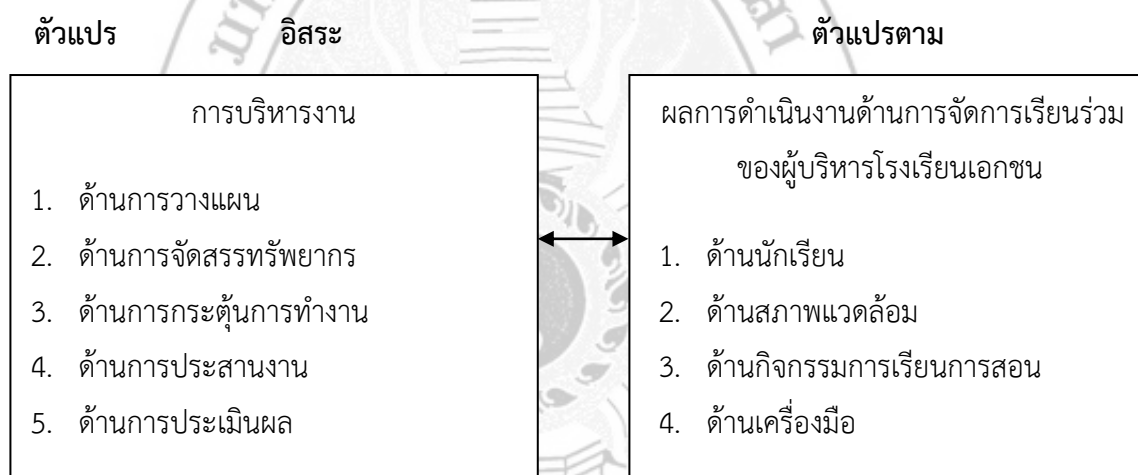 ตัวแปร อิสระ
ตัวแปรตาม
การบริหารงาน
1. ด้านการวางแผน
2. ด้านการจัดสรรทรัพยากร
3. ด้านการกระตุ้นการทำงาน
4. ด้านการประสานงาน
5. ด้านการประเมินผล
ผลการดำเนินงานด้านการจัดการเรียนร่วม
ของผู้บริหารโรงเรียนเอกชน
1. ด้านนักเรียน
2. ด้านสภาพแวดล้อม
3. ด้านกิจกรรมการเรียนการสอน
4. ด้านเครื่องมือ